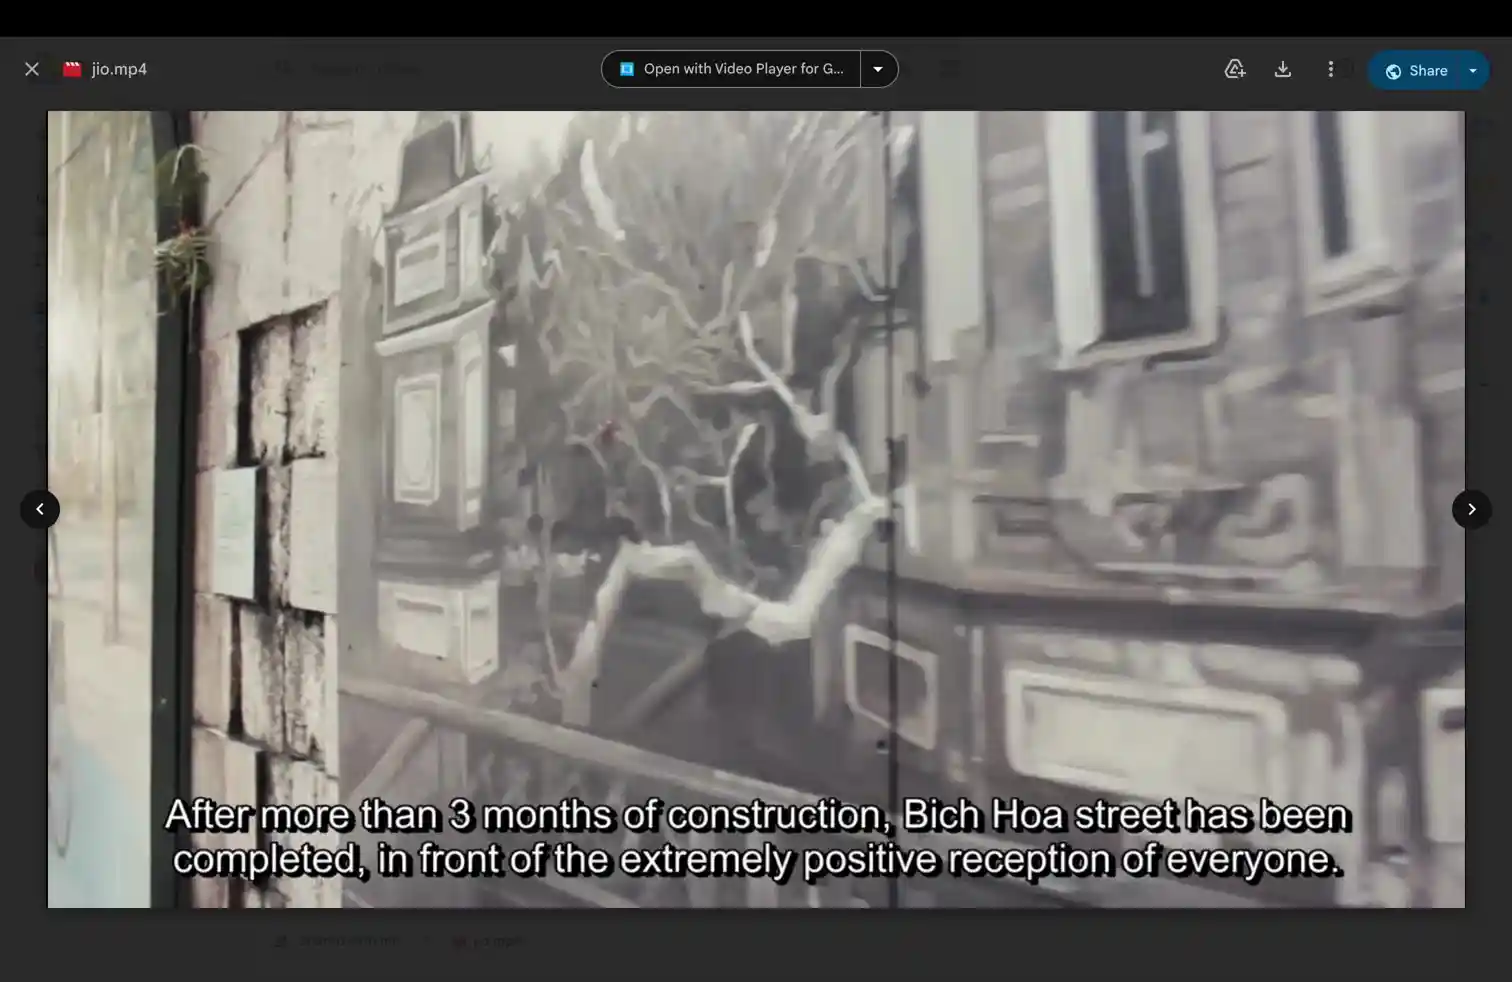 jio.mp4
Open with Video Player for G...
Share
After more than 3 months of construction, Bich Hoa street has been
completed, in front of the extremely positive reception of everyone.